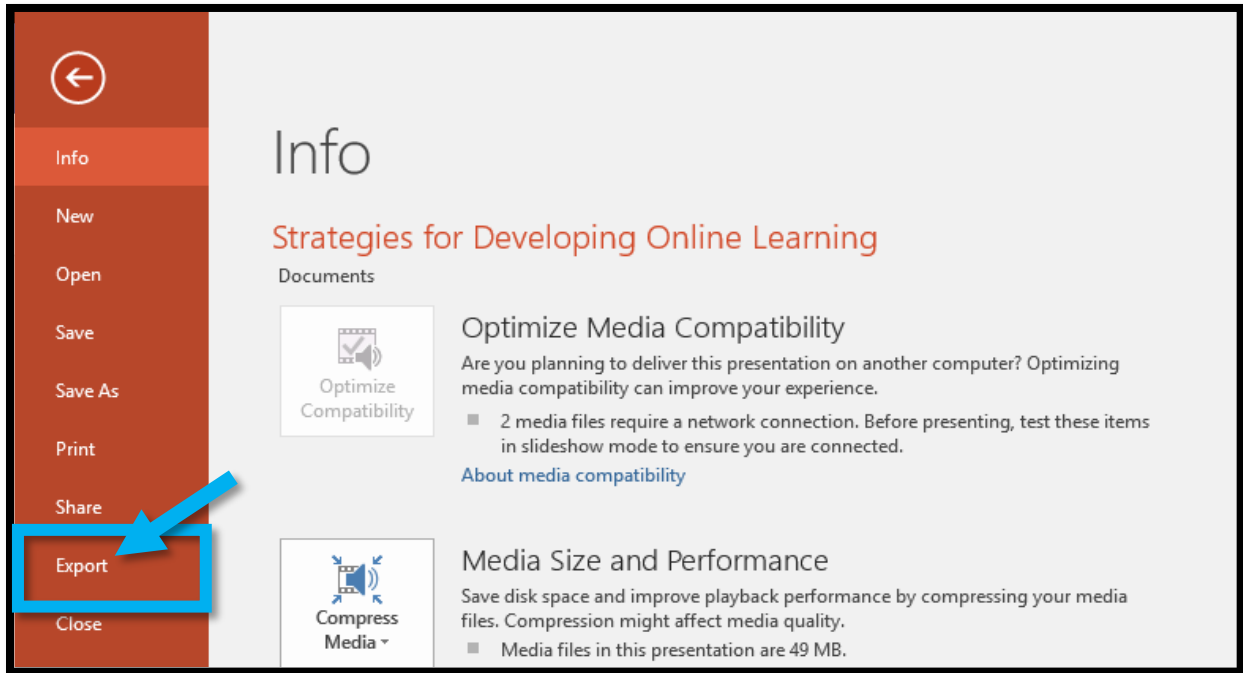 Info
New
Open
Save
Save As
Print
Share
Export
Close
Info
Strategies for Developing Online Learning
Documents
Optimize
Compatibility
Optimize Media Compatibility
Are you planning to deliver this presentation on another computer? Optimizing
media compatibility can improve your experience.
2 media files require a network connection. Before presenting, test these items
in slideshow mode to ensure you are connected.
About media compatibility
Compress
Media
Media Size and Performance
Save disk space and improve playback performance by compressing your media
files. Compression might affect media quality.
Media files in this presentation are 49 MB.